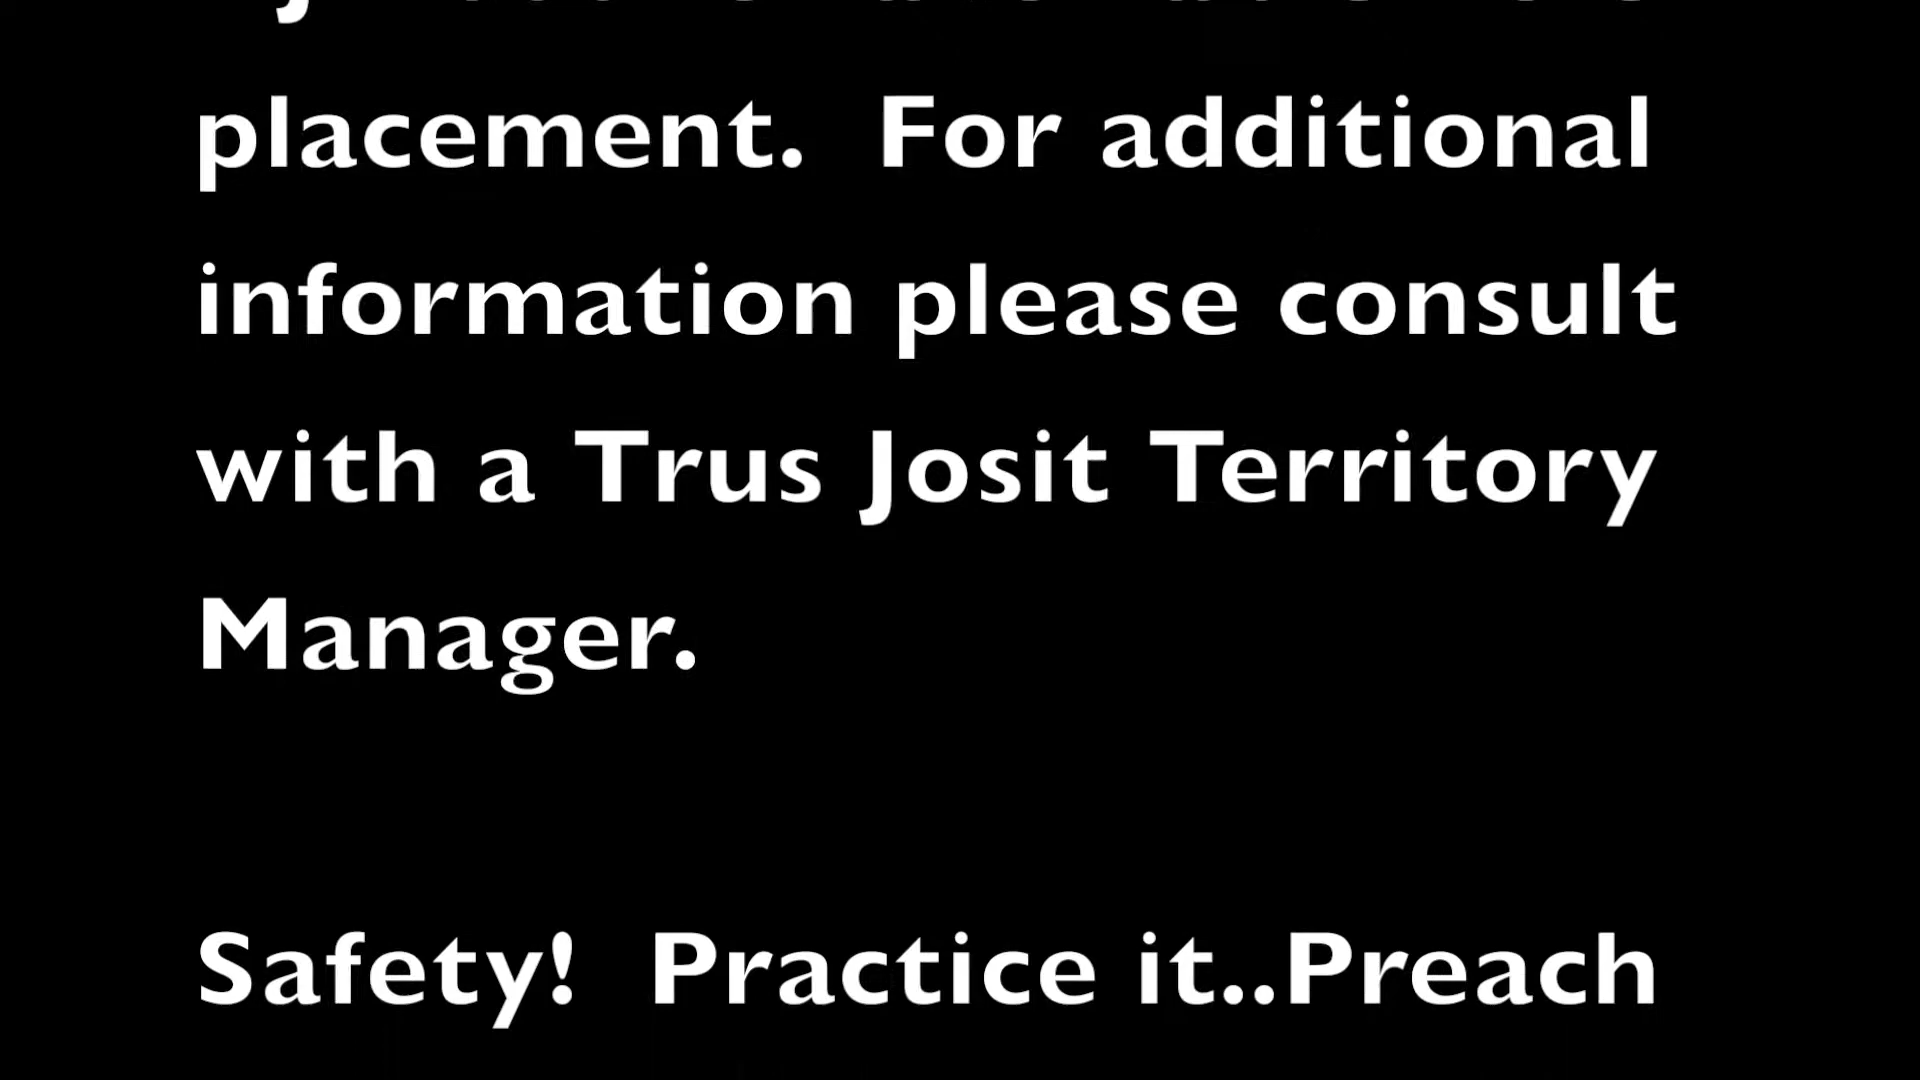 placement.  For additional
information please consult
with a Trus Josit Territory
Manager.
Safety!  Practice it..Preach